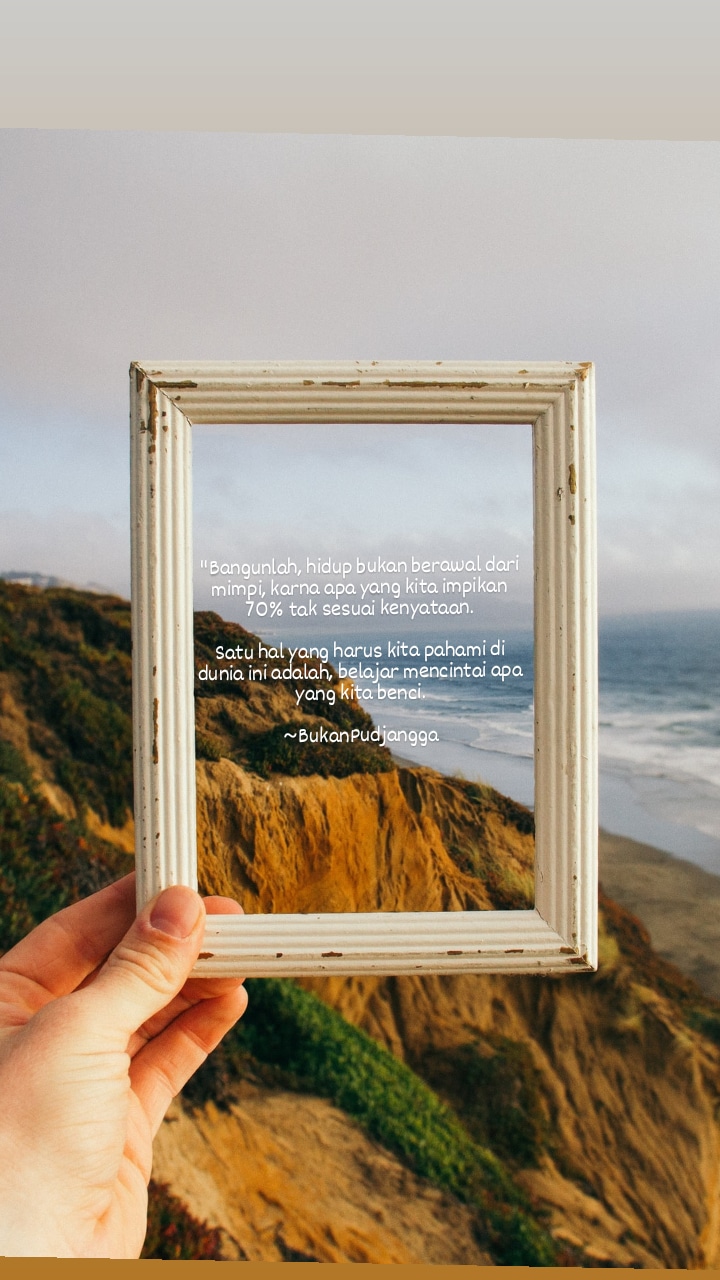 "Bangunlah, hidup bukan berawal dari
mimpi, karna apa yang kita impikan
70% tak sesuai kenyataan.
Satu hal yang harus kita pahami di
dunia ini adalah, belajar mencintai apa
yang kita benci.
~BukanPudjangga